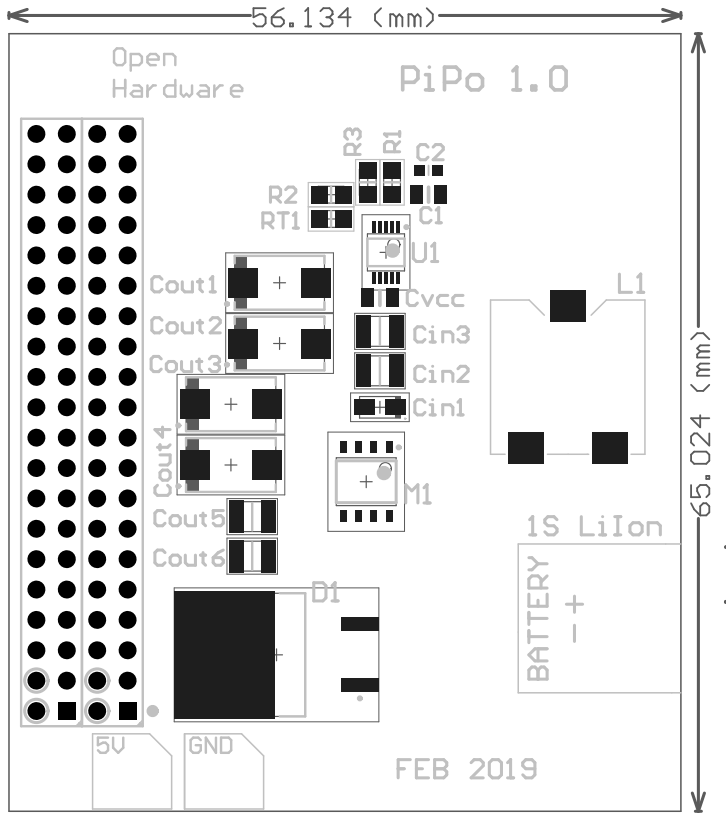 56.134 (mm)
Open
Hardware
PiPo 1.0
R3
R1
C2
R2
C1
RT1
U1
Cout1
L1
Cvcc
Cout2
Cin3
Cout3
Cin2
Cin1
65.024 (mm)
Cout4
M1
Cout5
1S LiIon
Cout6
BATTERY
- +
D1
5V
GND
FEB 2019